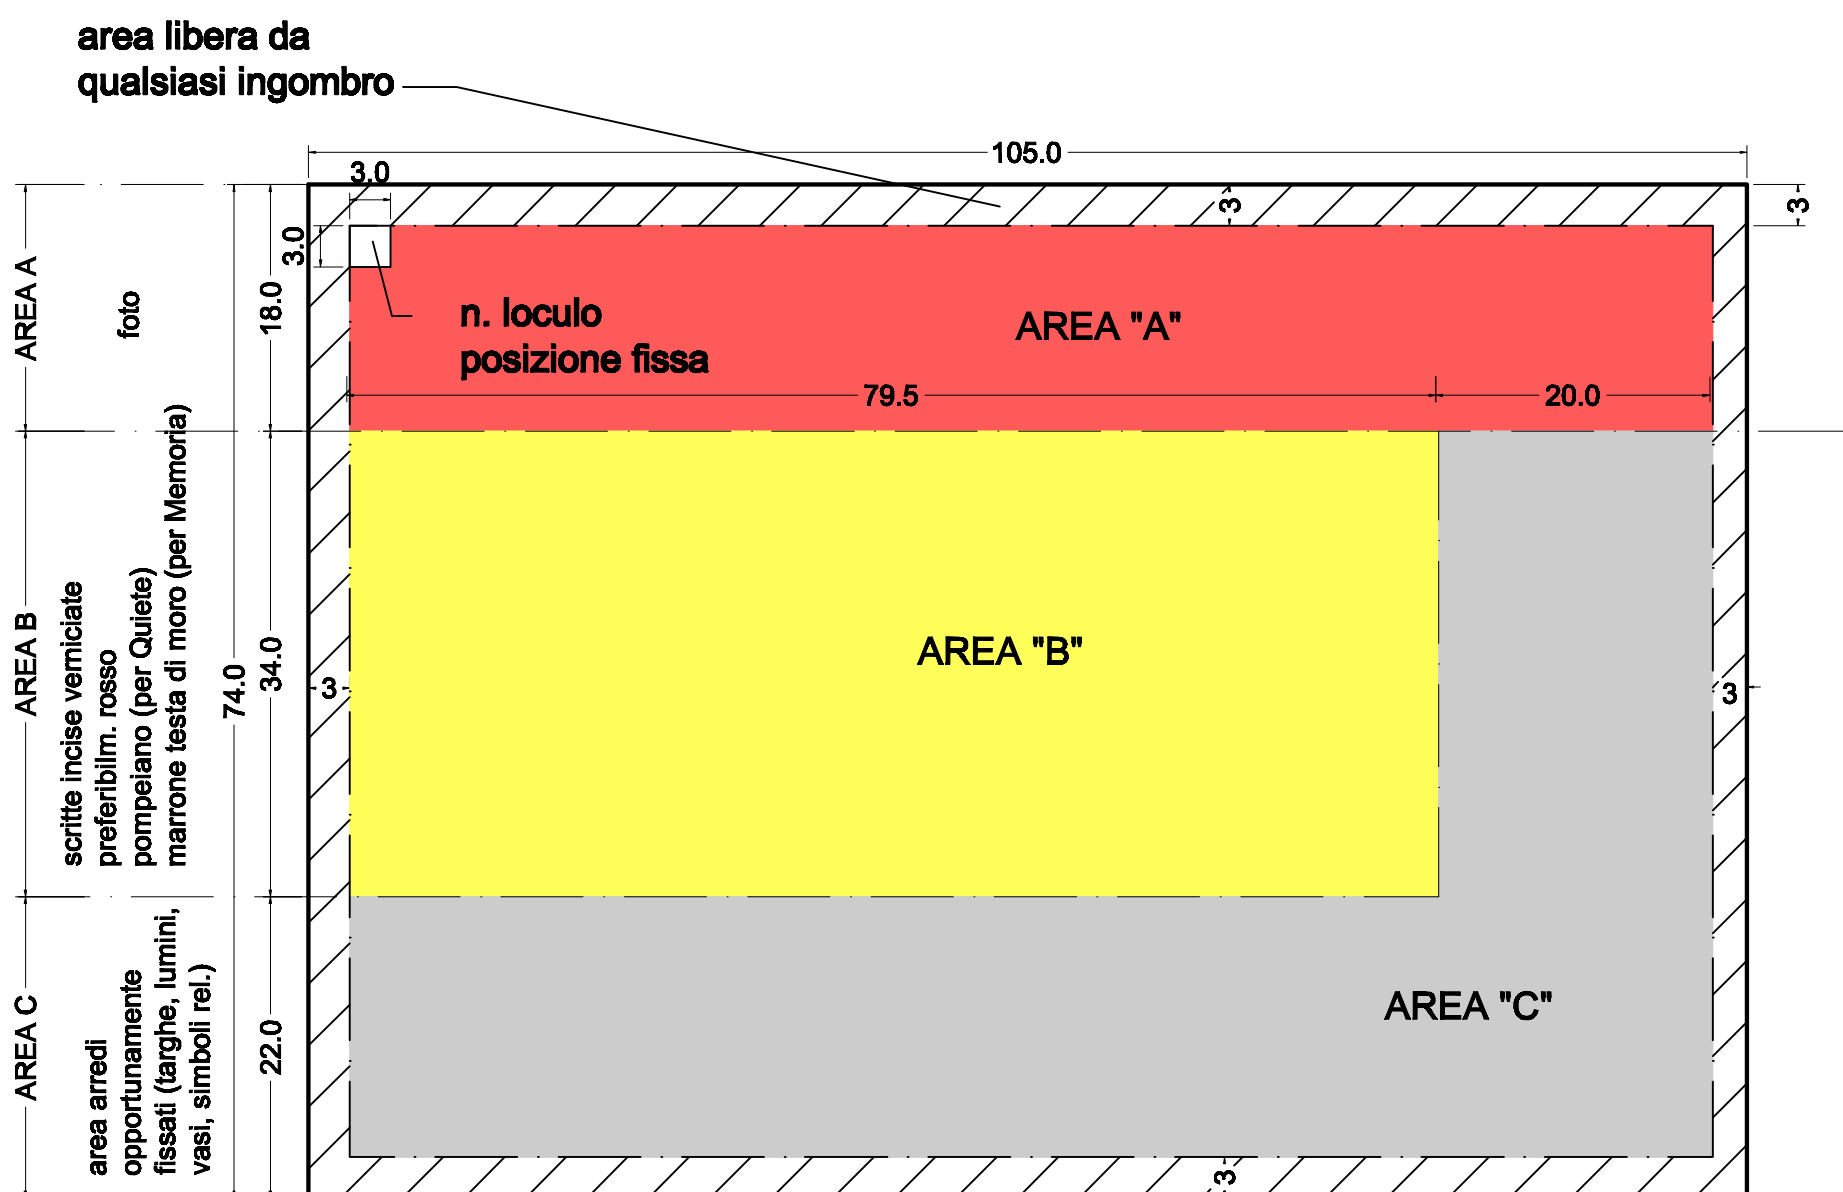 area libera da
qualsiasi ingombro
105.0
3.0
3
3
3.0
AREA A
foto
18.0
n. loculo
posizione fissa
AREA "A"
79.5
20.0
AREA B
scritte incise verniciate
preferibilm. rosso
pompeiano (per Quiete)
marrone testa di moro (per Memoria)
74.0
34.0
3
AREA "B"
3
AREA C
area arredi
opportunamente
fissati (targhe, lumini,
vasi, simboli rel.)
22.0
AREA "C"
3